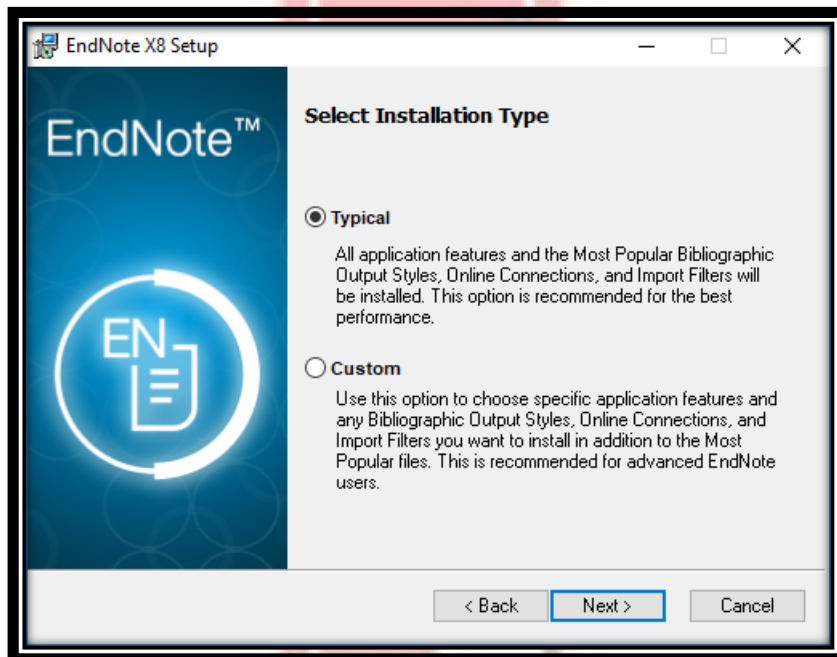 EndNote X8 Setup
EndNote™
EN
Select Installation Type
Typical
All application features and the Most Popular Bibliographic
Output Styles, Online Connections, and Import Filters will
be installed. This option is recommended for the best
performance.
Custom
Use this option to choose specific application features and
any Bibliographic Output Styles, Online Connections, and
Import Filters you want to install in addition to the Most
Popular files. This is recommended for advanced EndNote
users.
< Back Next > Cancel